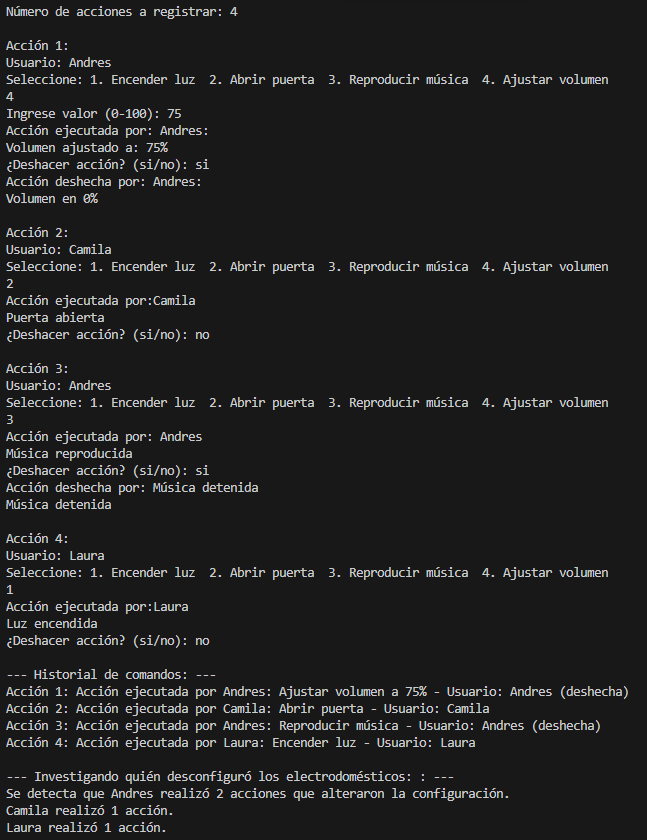 Número de acciones a registrar: 4
Acción 1:
Usuario: Andres
Seleccione: 1. Encender luz  2. Abrir puerta  3. Reproducir música  4. Ajustar volumen
4
Ingrese valor (0-100): 75
Acción ejecutada por: Andres:
Volumen ajustado a: 75%
¿Deshacer acción? (si/no): si
Acción deshecha por: Andres:
Volumen en 0%
Acción 2:
Usuario: Camila
Seleccione: 1. Encender luz  2. Abrir puerta  3. Reproducir música  4. Ajustar volumen
2
Acción ejecutada por:Camila
Puerta abierta
¿Deshacer acción? (si/no): no
Acción 3:
Usuario: Andres
Seleccione: 1. Encender luz  2. Abrir puerta  3. Reproducir música  4. Ajustar volumen
3
Acción ejecutada por: Andres
Música reproducida
¿Deshacer acción? (si/no): si
Acción deshecha por: Música detenida
Música detenida
Acción 4:
Usuario: Laura
Seleccione: 1. Encender luz  2. Abrir puerta  3. Reproducir música  4. Ajustar volumen
1
Acción ejecutada por:Laura
Luz encendida
¿Deshacer acción? (si/no): no
--- Historial de comandos: ---
Acción 1: Acción ejecutada por Andres: Ajustar volumen a 75% - Usuario: Andres (deshecha)
Acción 2: Acción ejecutada por Camila: Abrir puerta - Usuario: Camila
Acción 3: Acción ejecutada por Andres: Reproducir música - Usuario: Andres (deshecha)
Acción 4: Acción ejecutada por Laura: Encender luz - Usuario: Laura
--- Investigando quién desconfiguró los electrodomésticos: : ---
Se detecta que Andres realizó 2 acciones que alteraron la configuración.
Camila realizó 1 acción.
Laura realizó 1 acción.